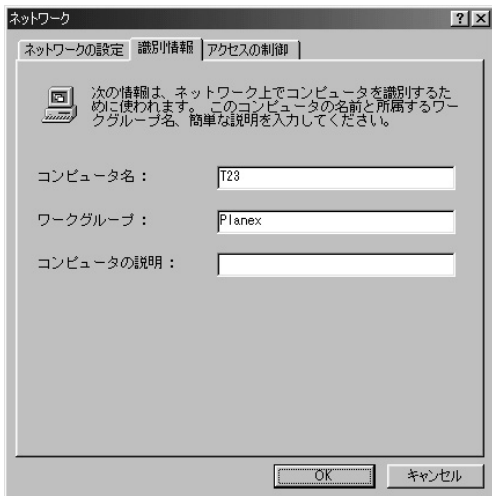 ネットワーク
ネットワークの設定 識別情報 アクセスの制御
次の情報は、ネットワーク上でコンピュータを識別するた
めに使われます。 このコンピュータの名前と所属するワー
クグループ名、簡単な説明を入力してください。
コンピュータ名：	T23
ワークグループ：	Planex
コンピュータの説明：
OK キャンセル